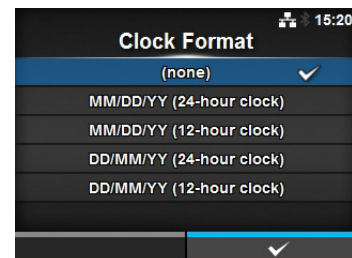 15:20
Clock Format
(none)
MM/DD/YY (24-hour clock)
MM/DD/YY (12-hour clock)
DD/MM/YY (24-hour clock)
DD/MM/YY (12-hour clock)